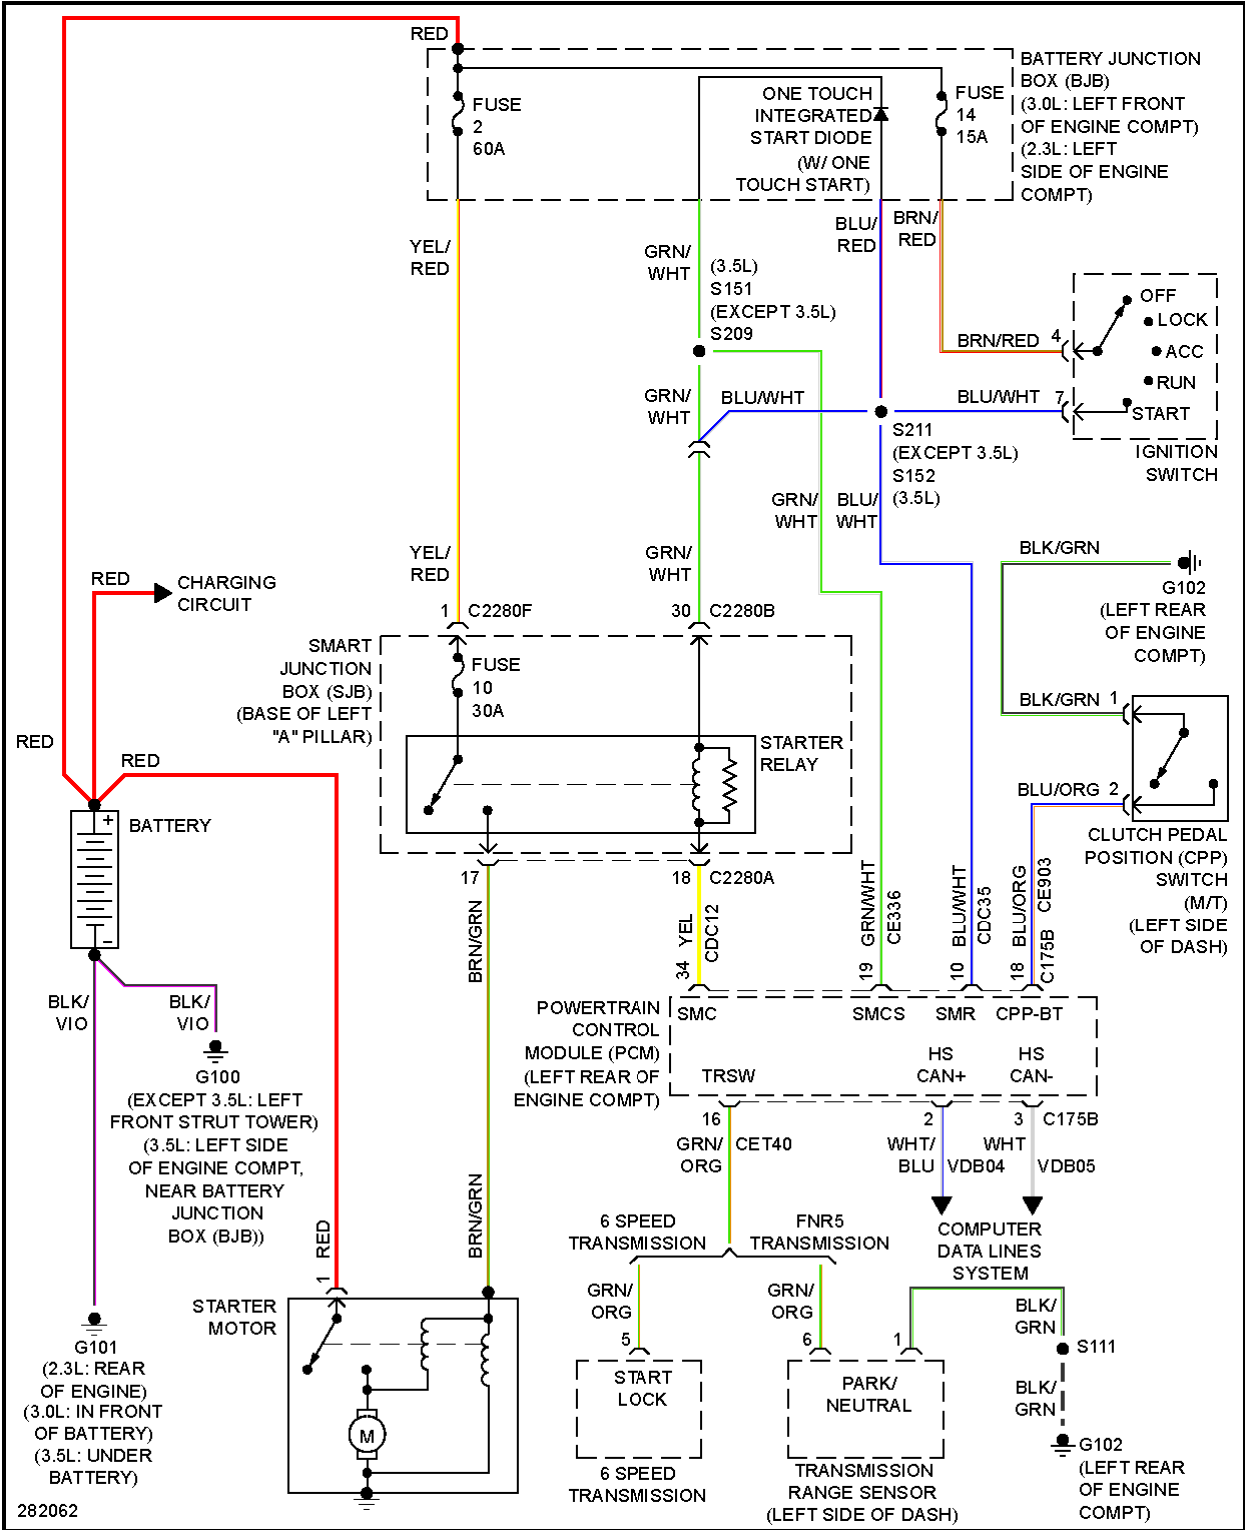 RED
BATTERY JUNCTION
BOX (BJB)
(3.0L: LEFT FRONT
OF ENGINE COMPT)
(2.3L: LEFT
SIDE OF ENGINE
COMPT)
FUSE
2
60A
ONE TOUCH
INTEGRATED
START DIODE
(W/ ONE
TOUCH START)
FUSE
14
15A
YEL/
RED
GRN/
WHT
BLU/
RED
BRN/
RED
(3.5L)
S151
(EXCEPT 3.5L)
S209
OFF
LOCK
ACC
RUN
START
BRN/RED 4
BLU/WHT 7
IGNITION
SWITCH
GRN/
WHT
BLU/WHT
S211
(EXCEPT 3.5L)
S152
(3.5L)
GRN/
WHT
BLU/
WHT
YEL/
RED
GRN/
WHT
BLK/GRN
G102
(LEFT REAR
OF ENGINE
COMPT)
RED
CHARGING
CIRCUIT
1 C2280F
30 C2280B
SMART
JUNCTION
BOX (SJB)
(BASE OF LEFT
"A" PILLAR)
FUSE
10
30A
STARTER
RELAY
BLK/GRN 1
BLU/ORG 2
CLUTCH PEDAL
POSITION (CPP)
SWITCH
(M/T)
(LEFT SIDE
OF DASH)
RED
RED
+
BATTERY
-
17
18 C2280A
BRN/GRN
YEL
CDC12
34
GRN/WHT
CE336
19
BLU/WHT
CDC35
10
BLU/ORG
CE903
18
C175B
BLK/
VIO
BLK/
VIO
POWERTRAIN
CONTROL
MODULE (PCM)
(LEFT REAR OF
ENGINE COMPT)
SMC
SMCS
SMR
CPP-BT
TRSW
HS
CAN+
HS
CAN-
G100
(EXCEPT 3.5L: LEFT
FRONT STRUT TOWER)
(3.5L: LEFT SIDE
OF ENGINE COMPT,
NEAR BATTERY
JUNCTION
BOX (BJB))
16
GRN/
ORG
CET40
2
WHT/
BLU
VDB04
3
WHT
VDB05
C175B
COMPUTER
DATA LINES
SYSTEM
BRN/GRN
RED
1
6 SPEED
TRANSMISSION
FNR5
TRANSMISSION
GRN/
ORG
5
GRN/
ORG
6
1
BLK/
GRN
S111
BLK/
GRN
G102
(LEFT REAR
OF ENGINE
COMPT)
STARTER
MOTOR
M
START
LOCK
6 SPEED
TRANSMISSION
PARK/
NEUTRAL
TRANSMISSION
RANGE SENSOR
(LEFT SIDE OF DASH)
G101
(2.3L: REAR
OF ENGINE)
(3.0L: IN FRONT
OF BATTERY)
(3.5L: UNDER
BATTERY)
282062